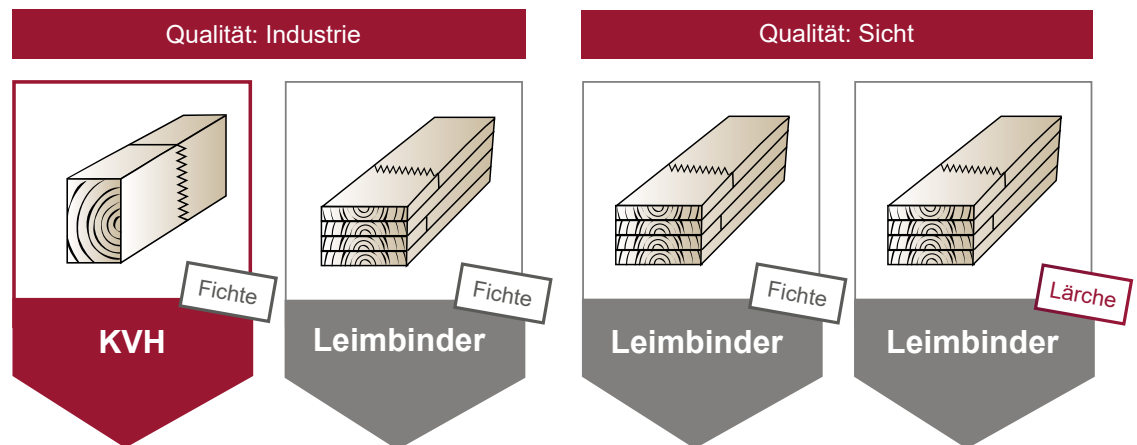 Qualität: Industrie
Qualität: Sicht
Fichte
KVH
Fichte
Leimbinder
Fichte
Leimbinder
Lärche
Leimbinder